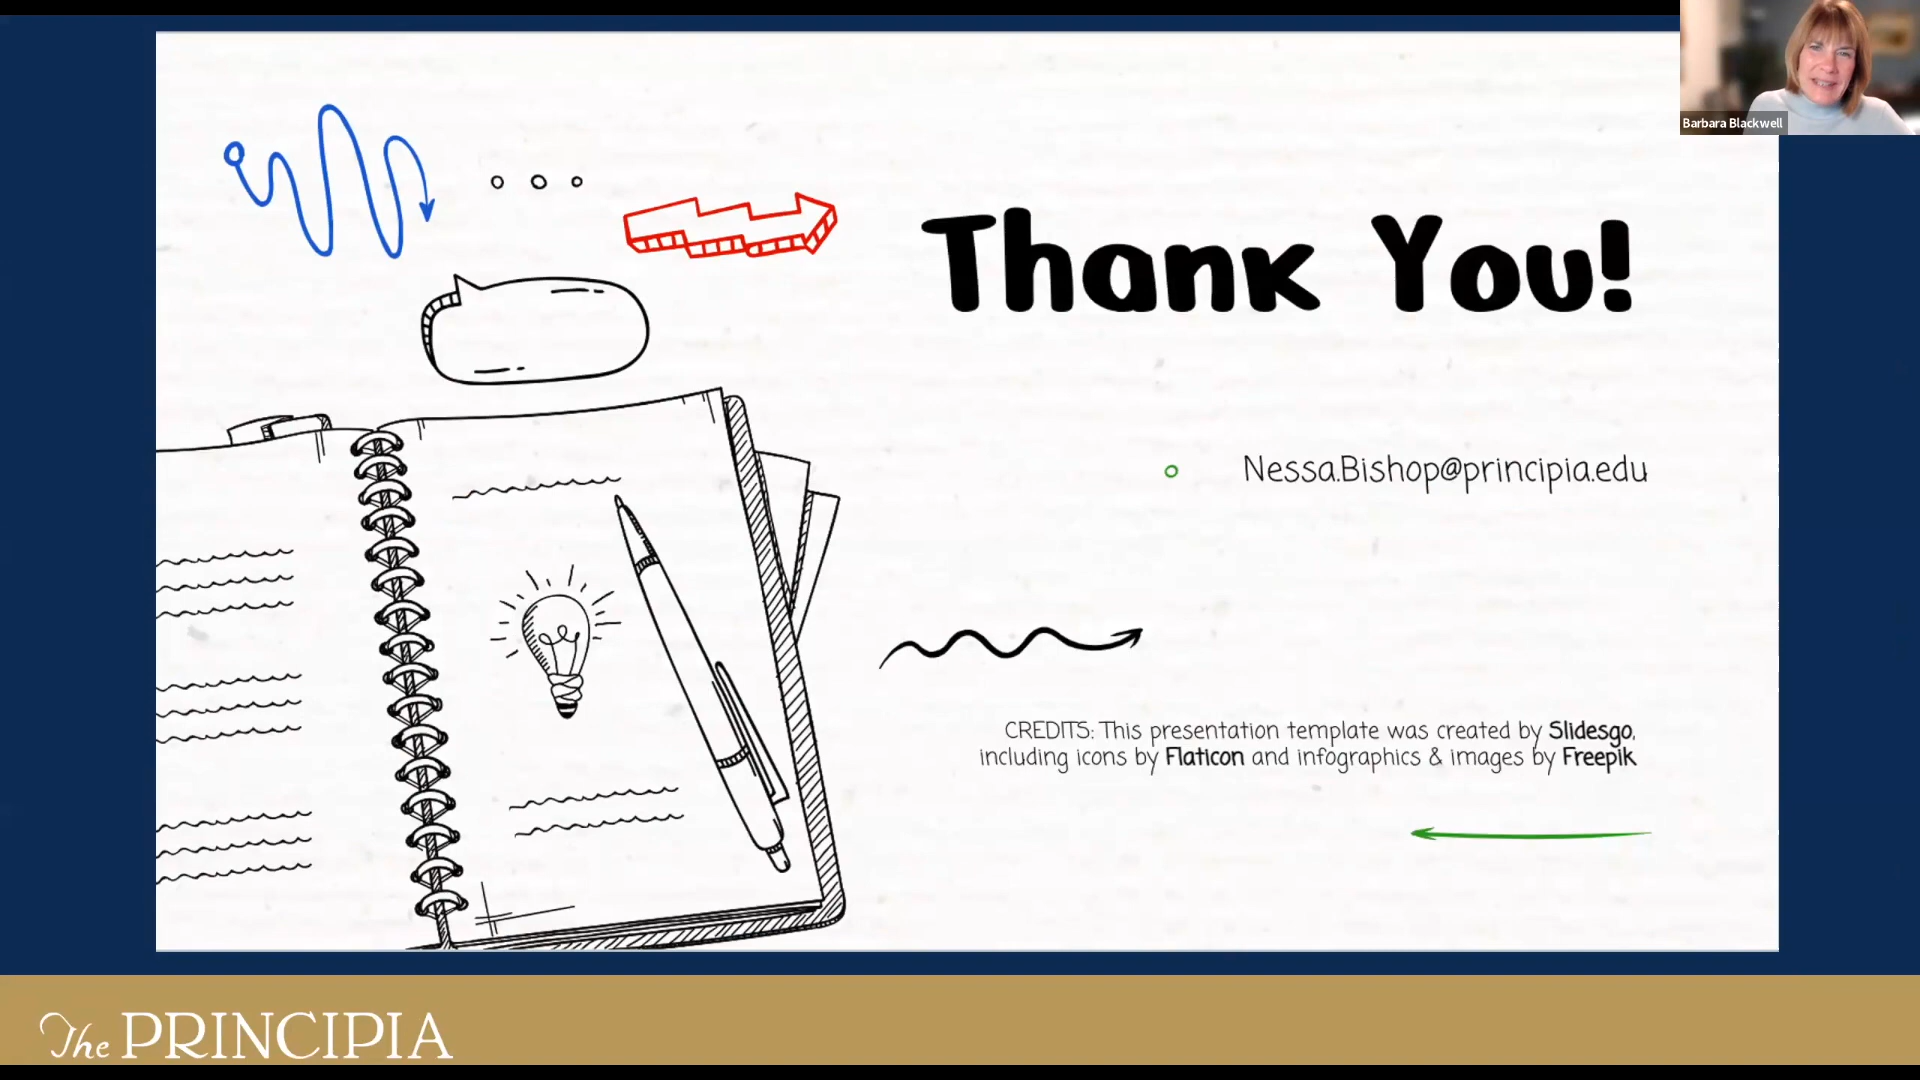 Barbara Blackwell
Thank You!
Nessa.Bishop@principia.edu
CREDITS: This presentation template was created by Slidesgo,
including icons by Flaticon and infographics & images by Freepik
The PRINCIPIA